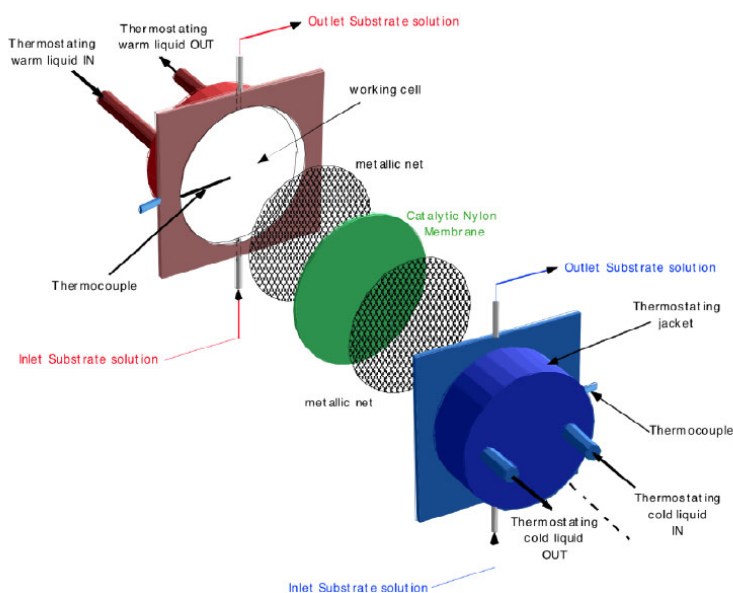 Thermostating
warm liquid OUT
Outlet Substrate solution
Thermostating
warm liquid IN
working cell
metallic net
Catalytic Nylon
Membrane
Thermocouple
Outlet Substrate solution
Thermostating
jacket
Inlet Substrate solution
metallic net
Thermocouple
Thermostating
cold liquid
IN
Thermostating
cold liquid
OUT
Inlet Substrate solution